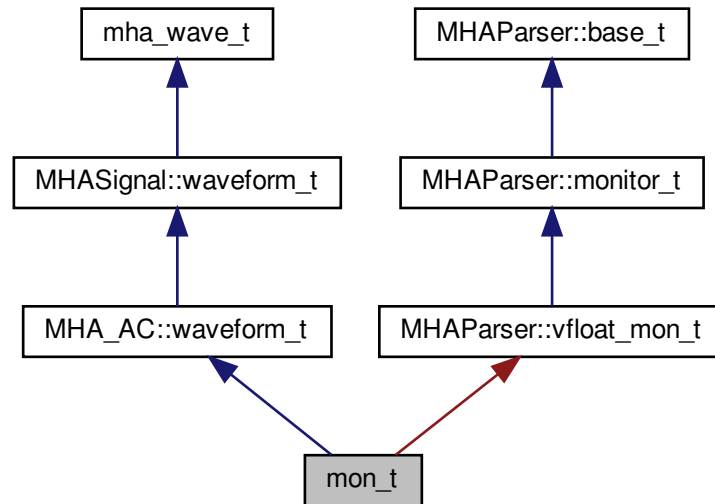 mha_wave_t
MHAParser::base_t
MHASignal::waveform_t
MHAParser::monitor_t
MHA_AC::waveform_t
MHAParser::vfloat_mon_t
mon_t